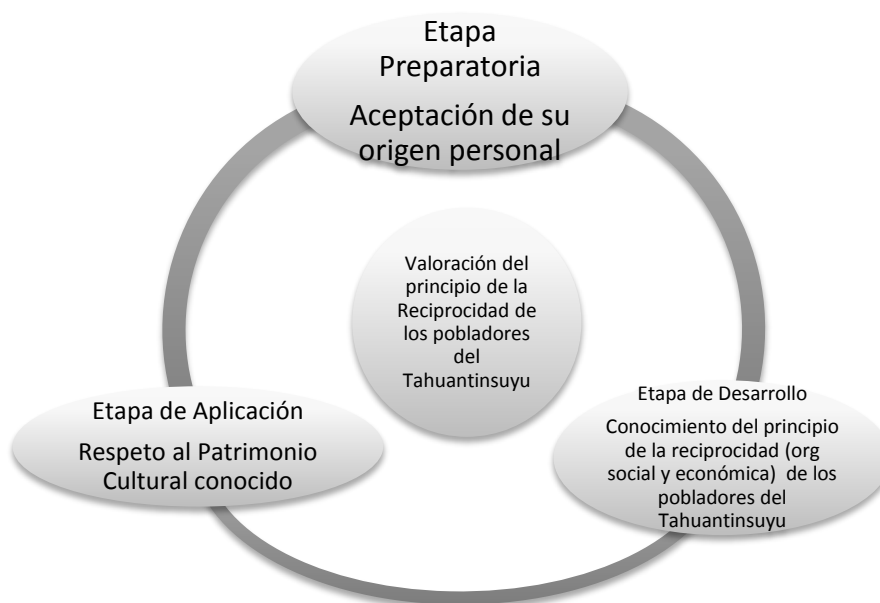 Etapa
Preparatoria
Aceptación de su
origen personal
Valoración del
principio de la
Reciprocidad de
los pobladores
del
Tahuantinsuyu
Etapa de Aplicación
Respeto al Patrimonio
Cultural conocido
Etapa de Desarrollo
Conocimiento del principio
de la reciprocidad (org
social y económica) de los
pobladores del
Tahuantinsuyu